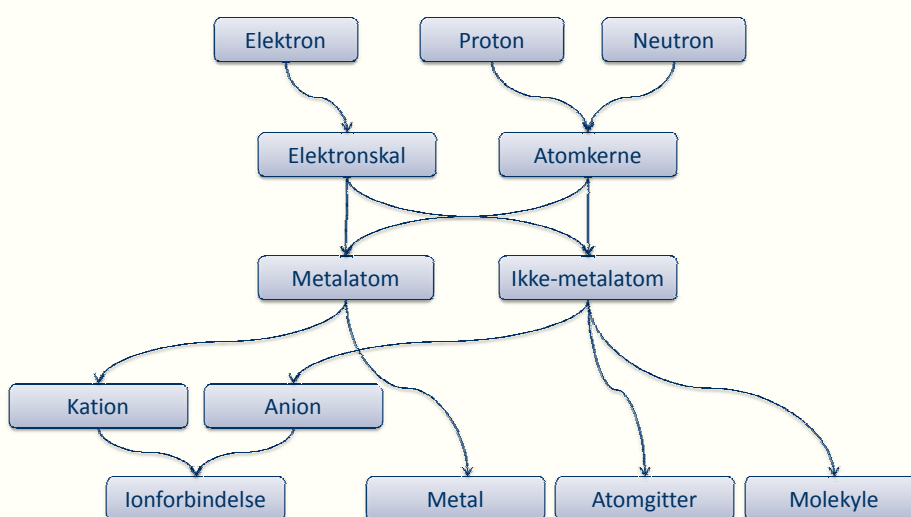 Elektron
Proton
Neutron
Elektronskal
Atomkerne
Metalatom
Ikke-metalatom
Kation
Anion
Ionforbindelse
Metal
Atomgitter
Molekyle